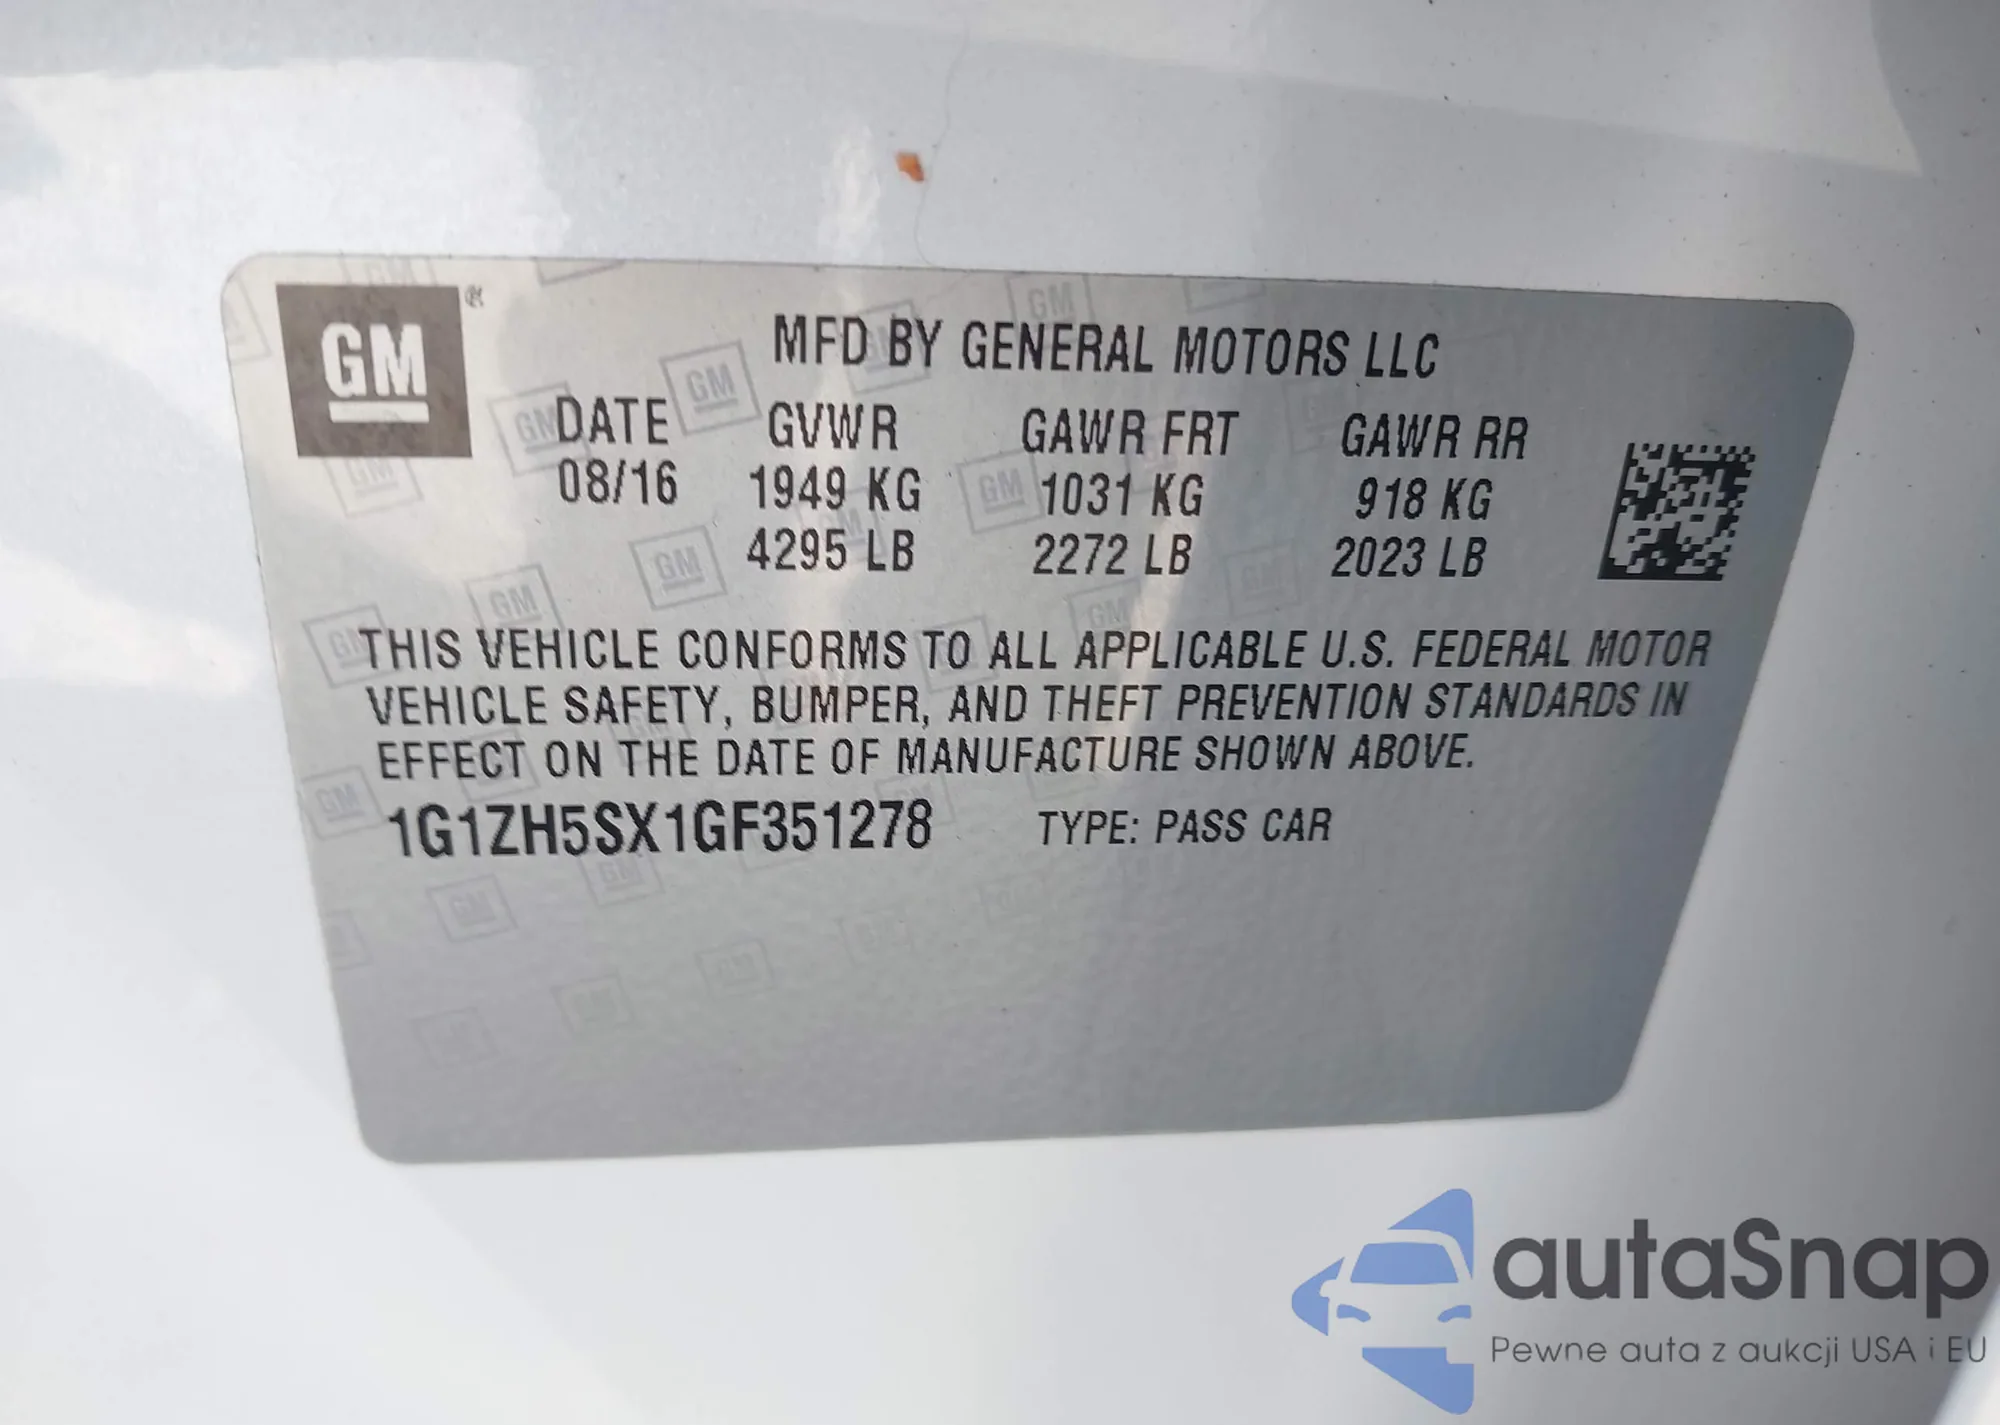 GM ®
MFD BY GENERAL MOTORS LLC
DATE GVWR GAWR FRT GAWR RR
08/16 1949 KG 1031 KG 918 KG
4295 LB 2272 LB 2023 LB
THIS VEHICLE CONFORMS TO ALL APPLICABLE U.S. FEDERAL MOTOR
VEHICLE SAFETY, BUMPER, AND THEFT PREVENTION STANDARDS IN
EFFECT ON THE DATE OF MANUFACTURE SHOWN ABOVE.
1G1ZH5SX1GF351278 TYPE: PASS CAR
autaSnap
Pewne auta z aukcji USA i EU